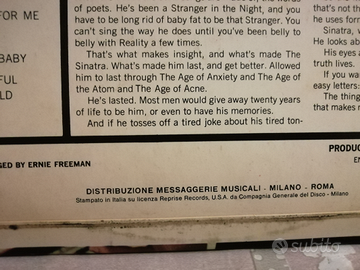 of poets. He's been a Stranger in the Night, and you
have to be long rid of baby fat to be that Stranger. You
can't sing the way he does until you've been belly to
belly with Reality a few times.
That's what makes insight, and what's made The
Sinatra. What's made him last, and get better. Allowed
him to last through The Age of Anxiety and The Age of
the Atom and The Age of Acne.
He's lasted. Most men would give away twenty years
of life to be him, or even to have his memories.
And if he tosses off a tired joke about his tired ton-
FOR ME
BABY
FUL
LD
that's not
he uses for
Sinatra, w
He looks abo
His eyes a
truth lives.
If you wa
easy letters:
The thing
that makes m
GED BY ERNIE FREEMAN
PRODUC
EN
DISTRIBUZIONE MESSAGGERIE MUSICALI - MILANO - ROMA
Stampato in Italia su licenza Reprise Records, U.S.A. da Compagnia Generale del Disco - Milano
subito